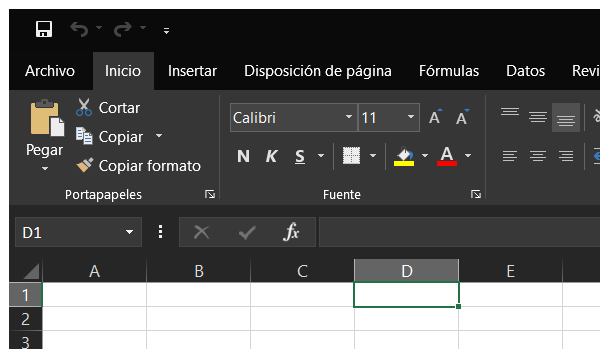 Archivo Inicio Insertar Disposición de página Fórmulas Datos Revi
Cortar
Copiar
Copiar formato
Pegar
Portapapeles
Calibri 11 A A
N K S A
Fuente
D1 fx
A B C D E
1
2
3